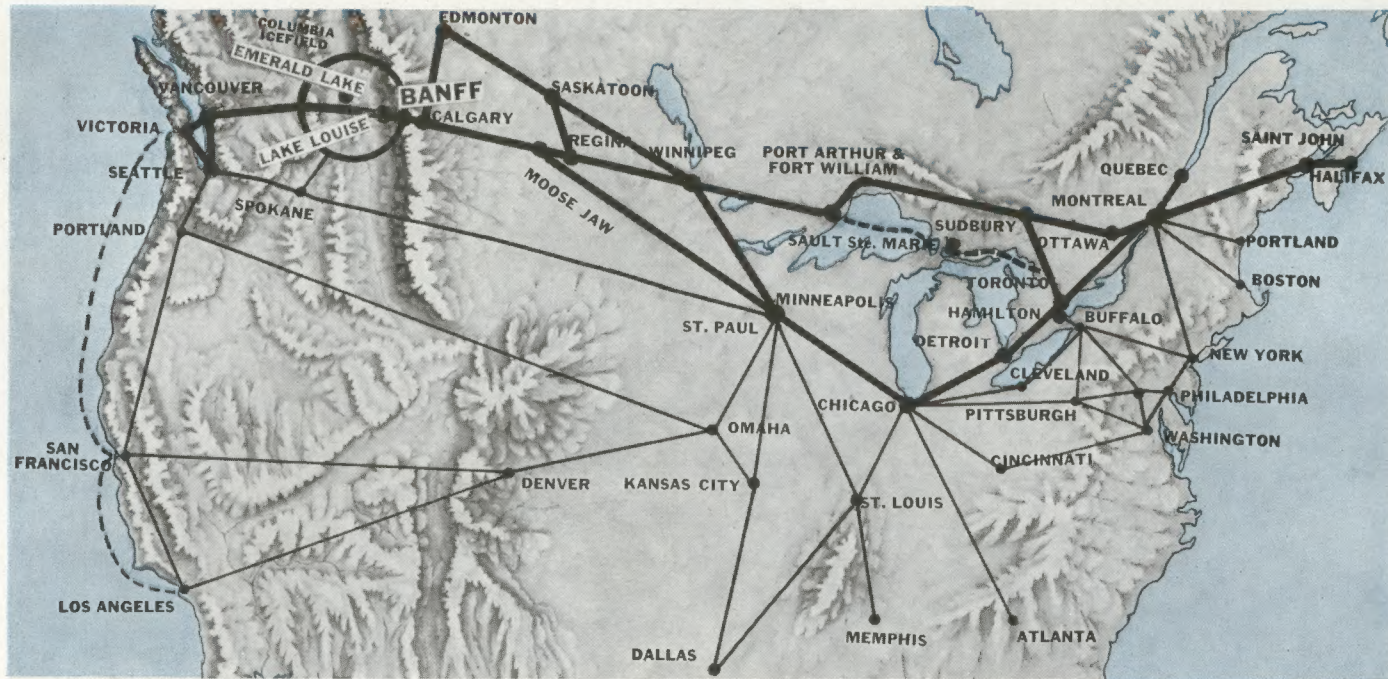 EDMONTON
COLUMBIA
ICEFIELD
EMERALD LAKE
VANCOUVER
BANFF
SASKATOON
CALGARY
VICTORIA
LAKE LOUISE
REGINA
WINNIPEG
PORT ARTHUR &
FORT WILLIAM
SAINT JOHN
QUEBEC
HALIFAX
SEATTLE
SPOKANE
MOOSE JAW
MONTREAL
PORTLAND
SUDBURY
SAULT Ste. MARIE
OTTAWA
PORTLAND
TORONTO
BOSTON
MINNEAPOLIS
ST. PAUL
HAMILTON
BUFFALO
DETROIT
NEW YORK
CLEVELAND
CHICAGO
PITTSBURGH
PHILADELPHIA
OMAHA
WASHINGTON
SAN
FRANCISCO
CINCINNATI
DENVER
KANSAS CITY
ST. LOUIS
LOS ANGELES
MEMPHIS
ATLANTA
DALLAS